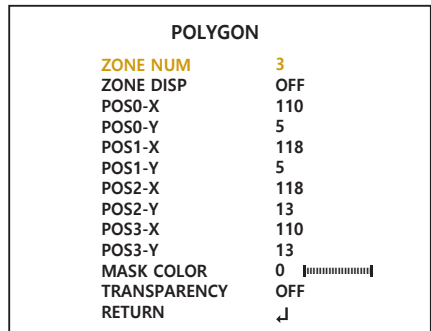 POLYGON
ZONE NUM 3
ZONE DISP OFF
POS0-X 110
POS0-Y 5
POS1-X 118
POS1-Y 5
POS2-X 118
POS2-Y 13
POS3-X 110
POS3-Y 13
MASK COLOR 0
TRANSPARENCY OFF
RETURN ↲